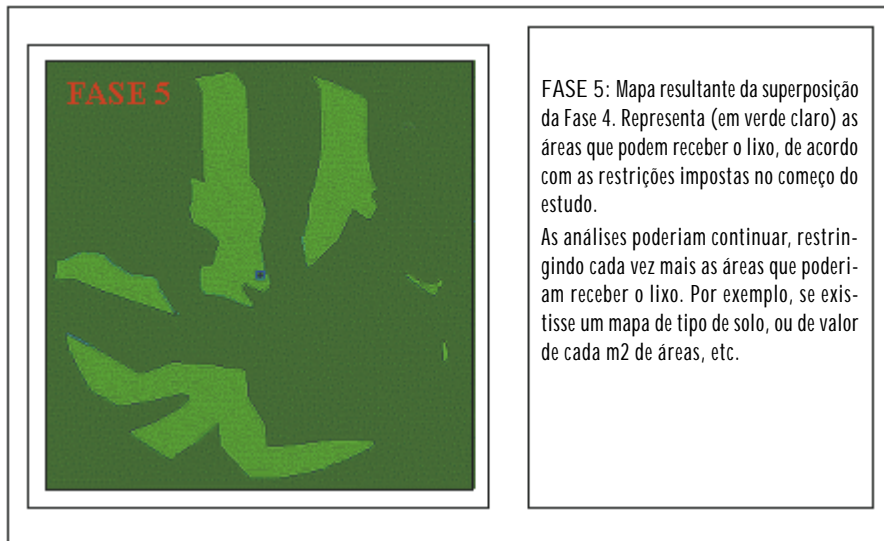 FASE 5
FASE 5: Mapa resultante da superposição
da Fase 4. Representa (em verde claro) as
áreas que podem receber o lixo, de acordo
com as restrições impostas no começo do
estudo.
As análises poderiam continuar, restrin-
gindo cada vez mais as áreas que poderi-
am receber o lixo. Por exemplo, se exis-
tisse um mapa de tipo de solo, ou de valor
de cada m2 de áreas, etc.